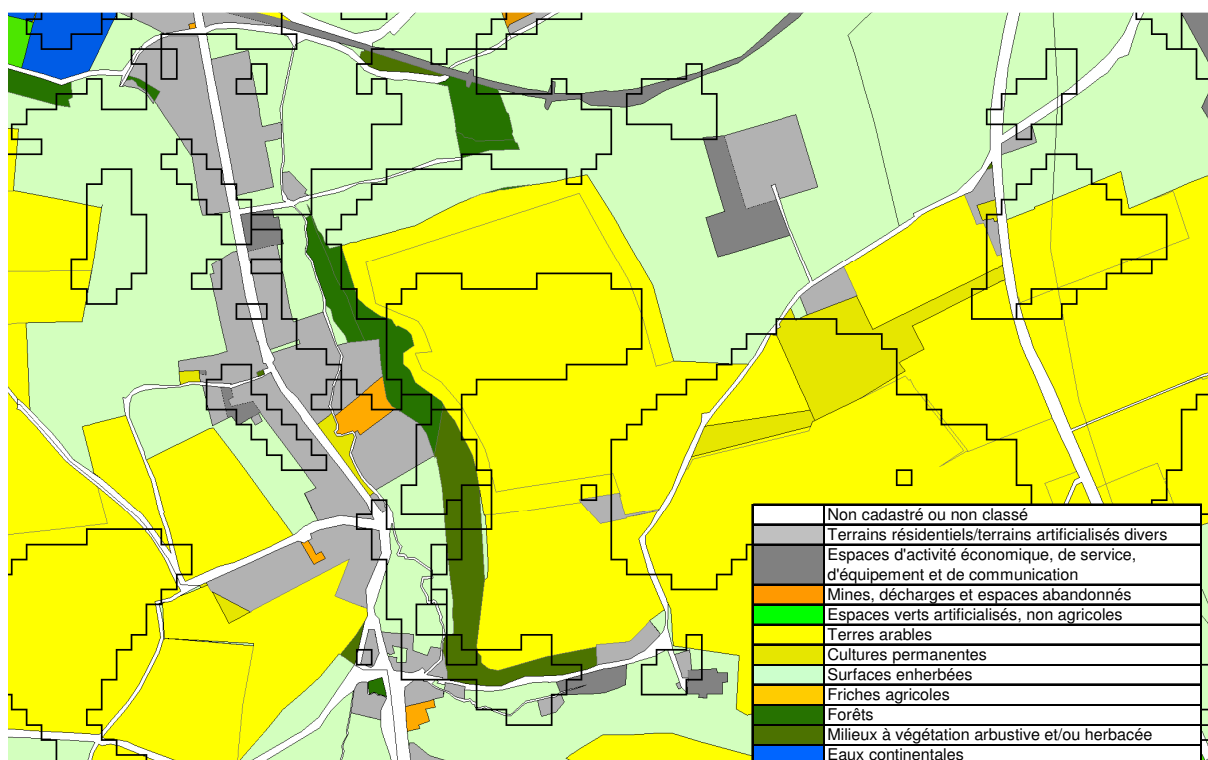 Non cadastré ou non classé
Terrains résidentiels/terrains artificialisés divers
Espaces d'activité économique, de service,
d'équipement et de communication
Mines, décharges et espaces abandonnés
Espaces verts artificialisés, non agricoles
Terres arables
Cultures permanentes
Surfaces enherbées
Friches agricoles
Forêts
Milieux à végétation arbustive et/ou herbacée
Eaux continentales